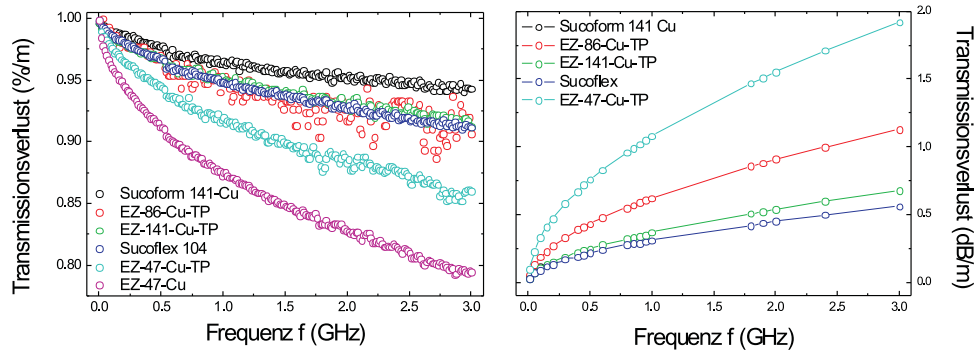 Transmissionsverlust (%/m)
1.00
0.95
0.90
0.85
0.80
Sucoform 141-Cu
EZ-86-Cu-TP
EZ-141-Cu-TP
Sucoflex 104
EZ-47-Cu-TP
EZ-47-Cu
0.0 0.5 1.0 1.5 2.0 2.5 3.0
Frequenz f (GHz)
Sucoform 141 Cu
EZ-86-Cu-TP
EZ-141-Cu-TP
Sucoflex
EZ-47-Cu-TP
2.0
1.5
1.0
0.5
0.0
Transmissionsverlust (dB/m)
0.0 0.5 1.0 1.5 2.0 2.5 3.0
Frequenz f (GHz)